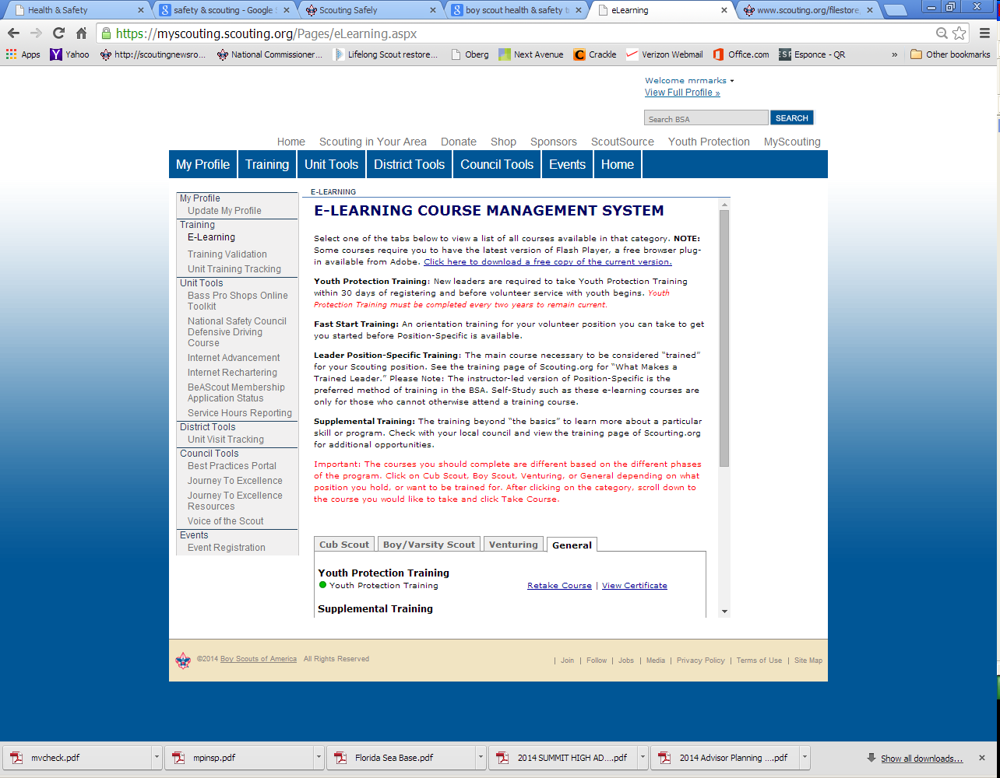 Health & Safety
safety & scouting - Google S
Scouting Safely
boy scout health & safety t
eLearning
www.scouting.org/filestore
https://myscouting.scouting.org/Pages/eLearning.aspx
Apps
Yahoo
http://scoutingnewsro...
National Commissioner...
Lifelong Scout restore...
Oberg
Next Avenue
Crackle
Verizon Webmail
Office.com
Esponce - QR
»
Other bookmarks
Welcome mrmarks
View Full Profile »
Search BSA
SEARCH
Home Scouting in Your Area Donate Shop Sponsors ScoutSource Youth Protection MyScouting
My Profile Training Unit Tools District Tools Council Tools Events Home
My Profile
Update My Profile
Training
E-Learning
Training Validation
Unit Training Tracking
Unit Tools
Bass Pro Shops Online
Toolkit
National Safety Council
Defensive Driving
Course
Internet Advancement
Internet Rechartering
BeAScout Membership
Application Status
Service Hours Reporting
District Tools
Unit Visit Tracking
Council Tools
Best Practices Portal
Journey To Excellence
Journey To Excellence
Resources
Voice of the Scout
Events
Event Registration
E-LEARNING
E-LEARNING COURSE MANAGEMENT SYSTEM
Select one of the tabs below to view a list of all courses available in that category. NOTE:
Some courses require you to have the latest version of Flash Player, a free browser plug-
in available from Adobe. Click here to download a free copy of the current version.
Youth Protection Training: New leaders are required to take Youth Protection Training
within 30 days of registering and before volunteer service with youth begins. Youth
Protection Training must be completed every two years to remain current.
Fast Start Training: An orientation training for your volunteer position you can take to get
you started before Position-Specific is available.
Leader Position-Specific Training: The main course necessary to be considered “trained”
for your Scouting position. See the training page of Scouting.org for “What Makes a
Trained Leader.” Please Note: The instructor-led version of Position-Specific is the
preferred method of training in the BSA. Self-Study such as these e-learning courses are
only for those who cannot otherwise attend a training course.
Supplemental Training: The training beyond “the basics” to learn more about a particular
skill or program. Check with your local council and view the training page of Scourting.org
for additional opportunities.
Important: The courses you should complete are different based on the different phases
of the program. Click on Cub Scout, Boy Scout, Venturing, or General depending on what
position you hold, or want to be trained for. After clicking on the category, scroll down to
the course you would like to take and click Take Course.
Cub Scout Boy/Varsity Scout Venturing General
Youth Protection Training
Youth Protection Training Retake Course | View Certificate
Supplemental Training
©2014 Boy Scouts of America All Rights Reserved
| Join | Follow | Jobs | Media | Privacy Policy | Terms of Use | Site Map
mvcheck.pdf
mpinsp.pdf
Florida Sea Base.pdf
2014 SUMMIT HIGH AD....pdf
2014 Advisor Planning ....pdf
Show all downloads...